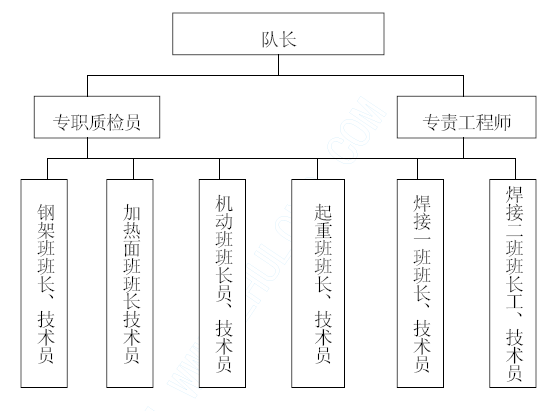 队长
专职质检员
专责工程师
钢架班班长、技术员
加热面班班长技术员
机动班班长员、技术员
起重班班长、技术员
焊接一班班长、技术员
焊接二班班长工、技术员